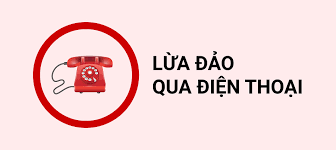 LỪA ĐẢO
QUA ĐIỆN THOẠI